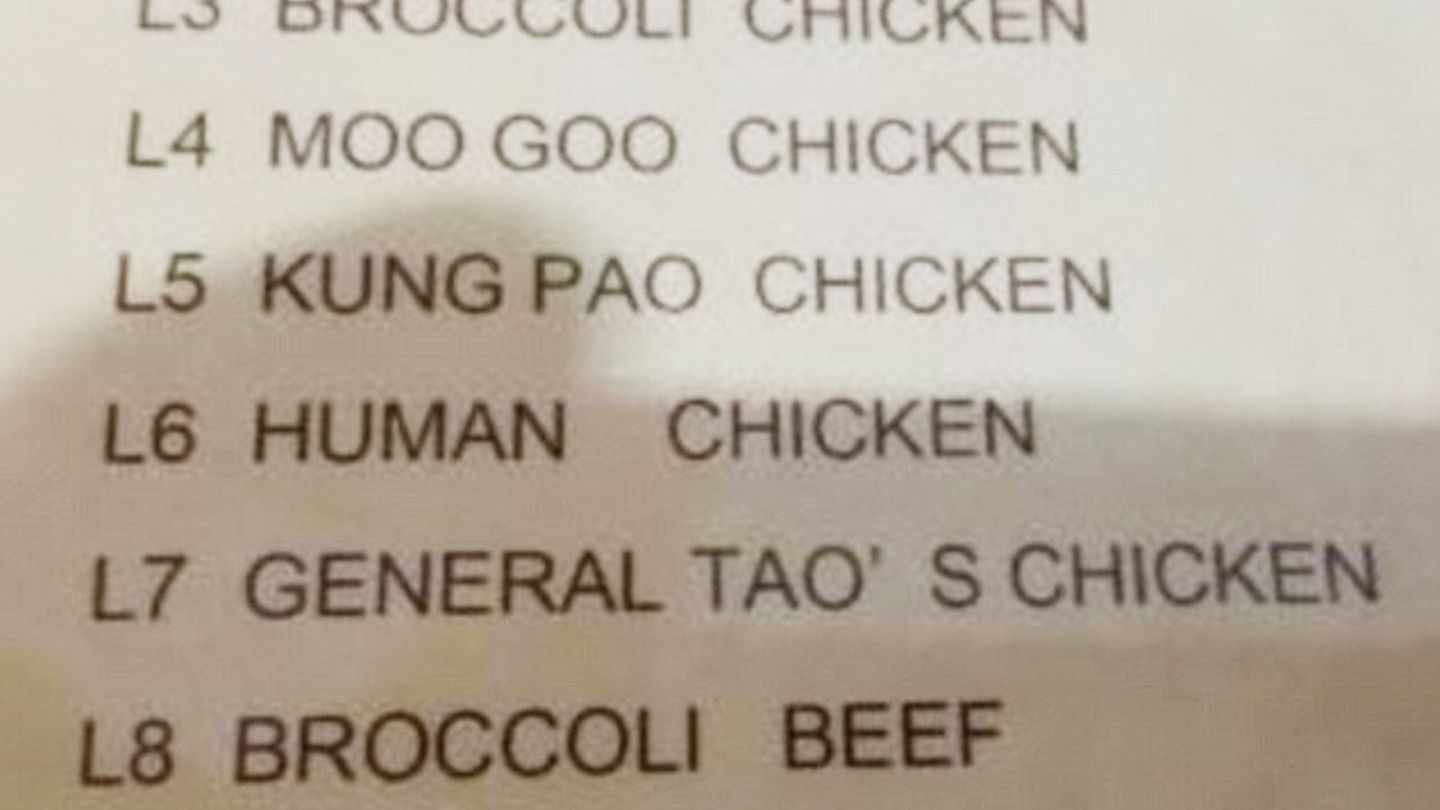 L3 BROCCOLI CHICKEN
L4 MOO GOO CHICKEN
L5 KUNG PAO CHICKEN
L6 HUMAN CHICKEN
L7 GENERAL TAO' S CHICKEN
L8 BROCCOLI BEEF